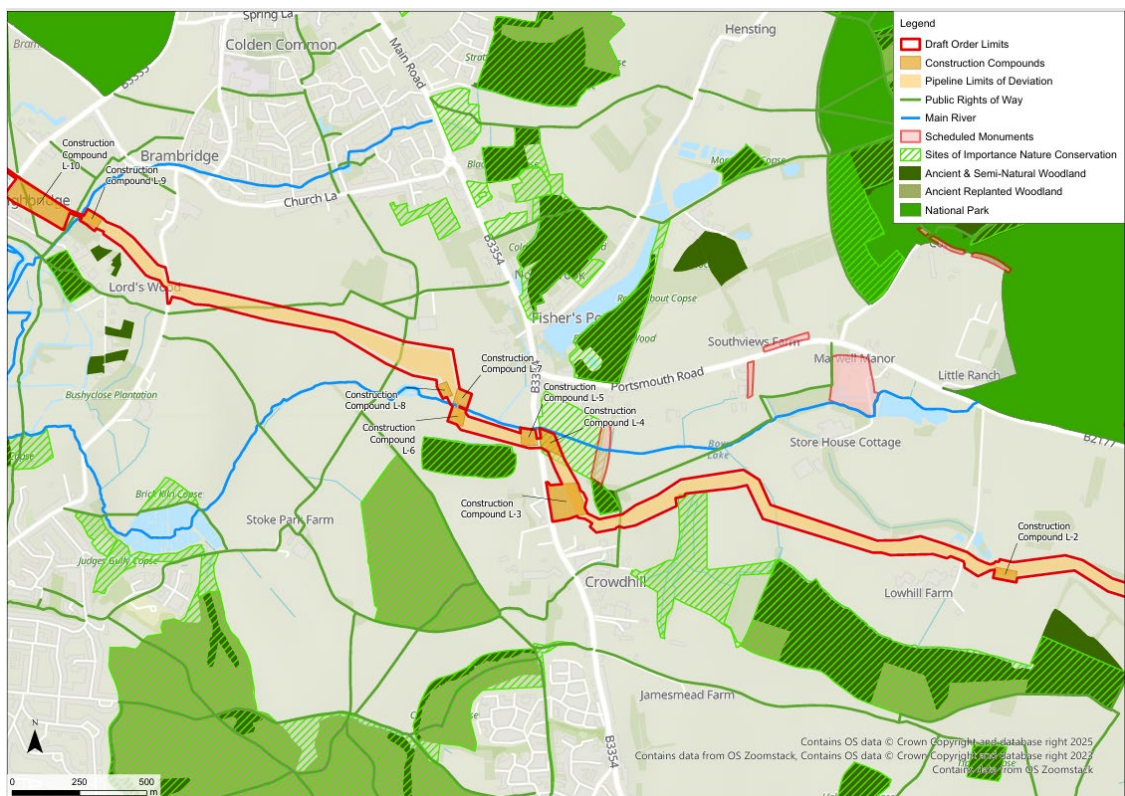 Spring La
Colden Common
Main Road
Hensting
B3335
Brambridge
Church La
Construction
Compound
L-10
Construction
Compound L-9
Lord's Wood
B3354
Fisher's Po
Southviews Farm
Marwell Manor
Portsmouth Road
Little Ranch
B2177
Construction
Compound
L-7
Construction
Compound L-5
Construction
Compound L-8
Construction
Compound L-4
B3354
Construction
Compound
L-6
Store House Cottage
Bow
Lake
Bushyclose Plantation
Brick Kiln Copse
Stoke Park Farm
Construction
Compound L-3
Construction
Compound L-2
Judges Gully Copse
Crowdhill
Lowhill Farm
Jamesmead Farm
B3354
Legend
Draft Order Limits
Construction Compounds
Pipeline Limits of Deviation
Public Rights of Way
Main River
Scheduled Monuments
Sites of Importance Nature Conservation
Ancient & Semi-Natural Woodland
Ancient Replanted Woodland
National Park
N
0 250 500
m
Contains OS data © Crown Copyright and database right 2025
Contains data from OS Zoomstack, Contains OS data © Crown Copyright and database right 2023
Contains data from OS Zoomstack